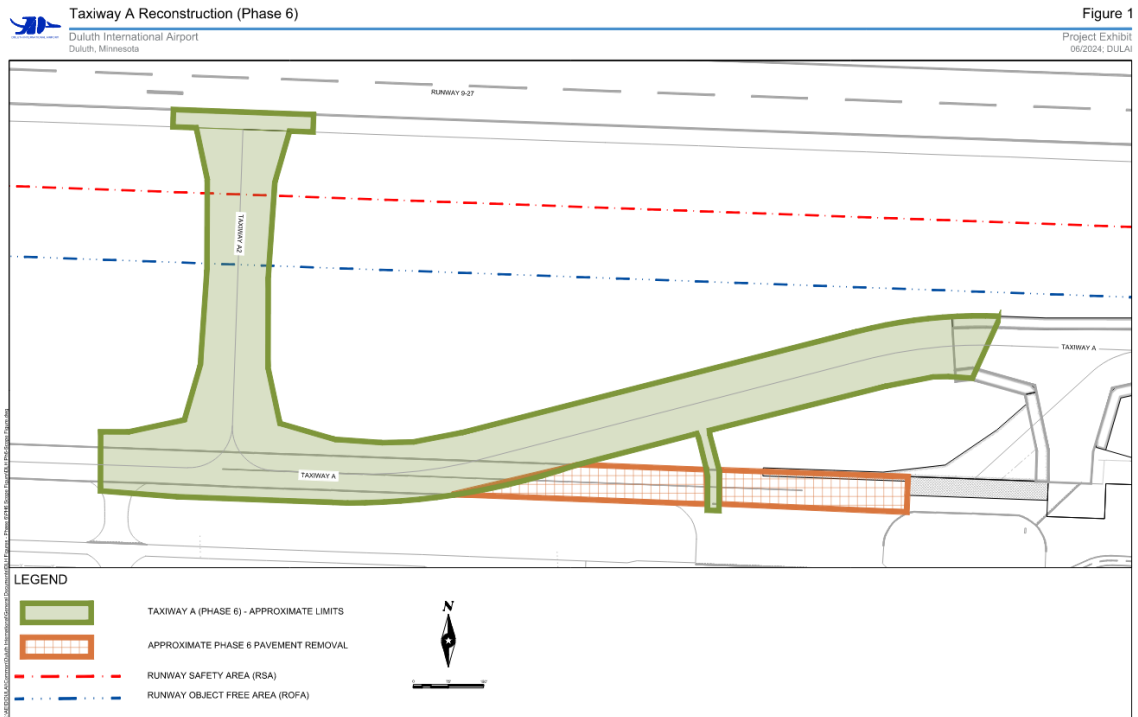 Taxiway A Reconstruction (Phase 6)
Figure 1
Duluth International Airport
Project Exhibit
Duluth, Minnesota
06/2024; DULAI
RUNWAY 9-27
TAXIWAY A2
TAXIWAY A
TAXIWAY A
LEGEND
TAXIWAY A (PHASE 6) - APPROXIMATE LIMITS
APPROXIMATE PHASE 6 PAVEMENT REMOVAL
RUNWAY SAFETY AREA (RSA)
RUNWAY OBJECT FREE AREA (ROFA)
N